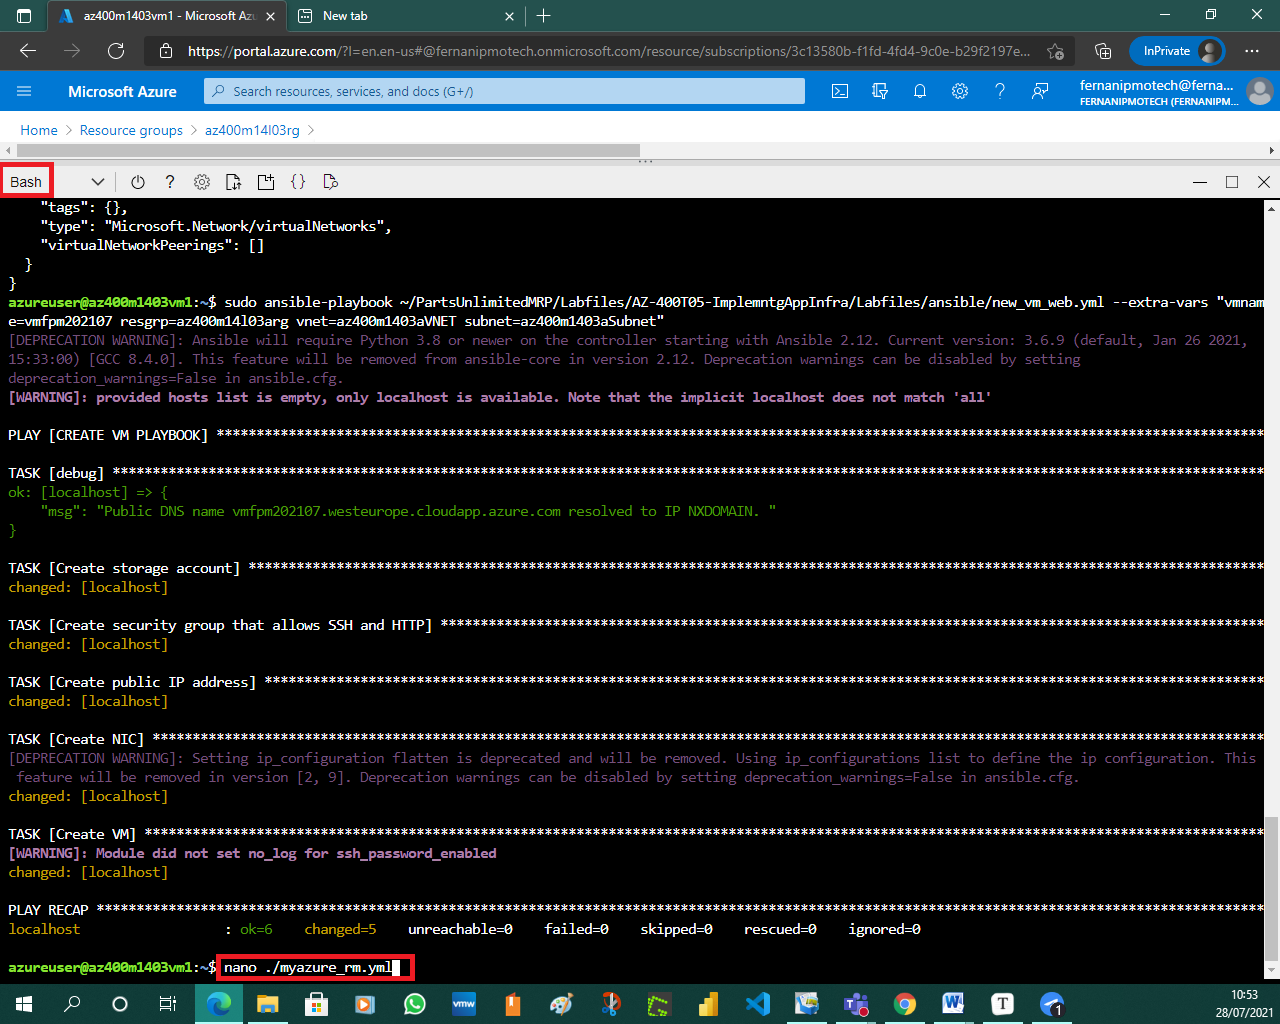 az400m1403vm1 - Microsoft Az
New tab
https://portal.azure.com/?l=en.en-us#@fernanipmotech.onmicrosoft.com/resource/subscriptions/3c13580b-f1fd-4fd4-9c0e-b29f2197e...
InPrivate
Microsoft Azure
Search resources, services, and docs (G+/)
fernanipmotech@ferna...
FERNANIPMOTECH (FERNANIPM...
Home > Resource groups > az400m14l03rg >
Bash
"tags": {},
"type": "Microsoft.Network/virtualNetworks",
"virtualNetworkPeerings": []
}
}
azureuser@az400m1403vm1:~$ sudo ansible-playbook ~/PartsUnlimitedMRP/Labfiles/AZ-400T05-ImplemntgAppInfra/Labfiles/ansible/new_vm_web.yml --extra-vars "vmnam
e=vmfpm202107 resgrp=az400m14l03arg vnet=az400m1403aVNET subnet=az400m1403aSubnet"
[DEPRECATION WARNING]: Ansible will require Python 3.8 or newer on the controller starting with Ansible 2.12. Current version: 3.6.9 (default, Jan 26 2021,
15:33:00) [GCC 8.4.0]. This feature will be removed from ansible-core in version 2.12. Deprecation warnings can be disabled by setting
deprecation_warnings=False in ansible.cfg.
[WARNING]: provided hosts list is empty, only localhost is available. Note that the implicit localhost does not match 'all'
PLAY [CREATE VM PLAYBOOK] ***********************************************************************************************************************************
TASK [debug] ************************************************************************************************************************************************
ok: [localhost] => {
"msg": "Public DNS name vmfpm202107.westeurope.cloudapp.azure.com resolved to IP NXDOMAIN. "
}
TASK [Create storage account] *******************************************************************************************************************************
changed: [localhost]
TASK [Create security group that allows SSH and HTTP] *******************************************************************************************************
changed: [localhost]
TASK [Create public IP address] *****************************************************************************************************************************
changed: [localhost]
TASK [Create NIC] *******************************************************************************************************************************************
[DEPRECATION WARNING]: Setting ip_configuration flatten is deprecated and will be removed. Using ip_configurations list to define the ip configuration. This
feature will be removed in version [2, 9]. Deprecation warnings can be disabled by setting deprecation_warnings=False in ansible.cfg.
changed: [localhost]
TASK [Create VM] ********************************************************************************************************************************************
[WARNING]: Module did not set no_log for ssh_password_enabled
changed: [localhost]
PLAY RECAP **************************************************************************************************************************************************
localhost : ok=6 changed=5 unreachable=0 failed=0 skipped=0 rescued=0 ignored=0
azureuser@az400m1403vm1:~$ nano ./myazure_rm.yml
10:53
28/07/2021